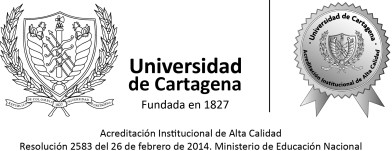 Universidad
de Cartagena
Fundada en 1827
Universidad de Cartagena
Acreditación Institucional de Alta Calidad
Acreditación Institucional de Alta Calidad
Resolución 2583 del 26 de febrero de 2014. Ministerio de Educación Nacional